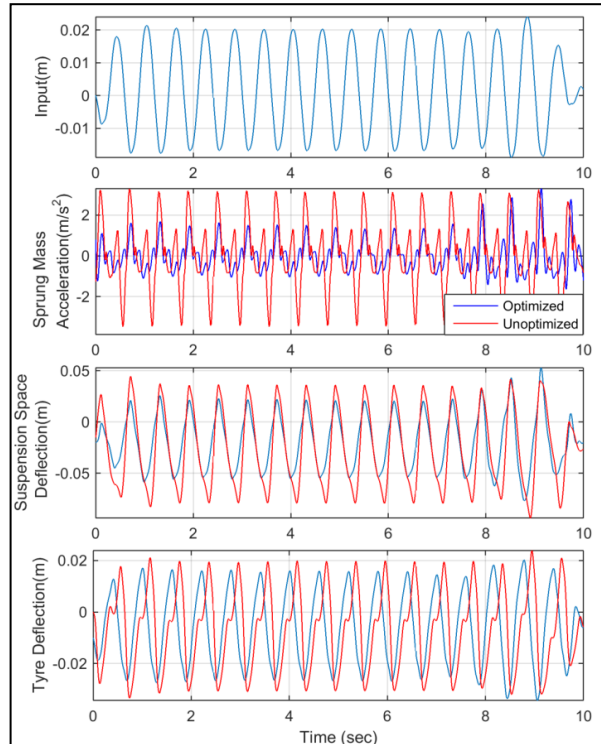 Input(m)
0.02
0.01
0
-0.01
0 2 4 6 8 10
Sprung Mass
Acceleration(m/s²)
2
0
-2
Optimized
Unoptimized
0 2 4 6 8 10
Suspension Space
Deflection(m)
0.05
0
-0.05
0 2 4 6 8 10
Tyre Deflection(m)
0.02
0
-0.02
0 2 4 6 8 10
Time (sec)